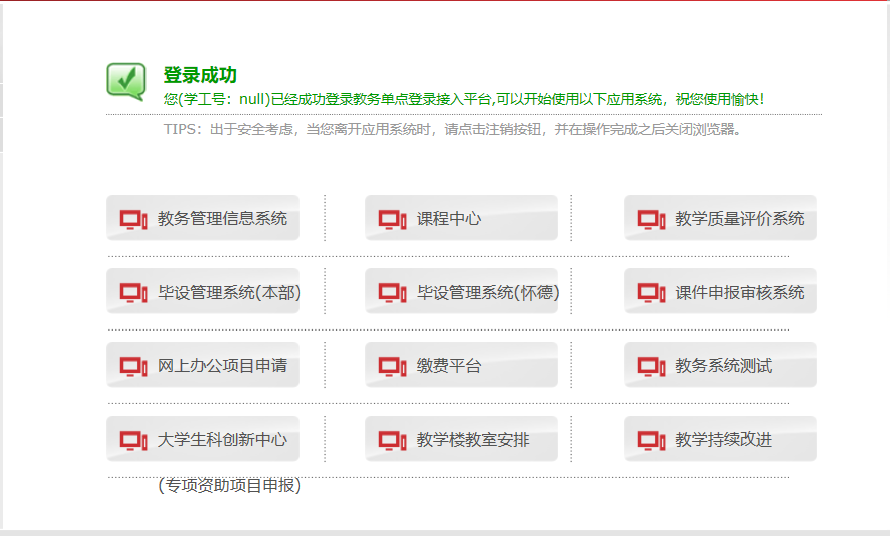 登录成功
您(学工号：null)已经成功登录教务单点登录接入平台,可以开始使用以下应用系统，祝您使用愉快！
TIPS：出于安全考虑，当您离开应用系统时，请点击注销按钮，并在操作完成之后关闭浏览器。
教务管理信息系统
课程中心
教学质量评价系统
毕设管理系统(本部)
毕设管理系统(怀德)
课件申报审核系统
网上办公项目申请
缴费平台
教务系统测试
大学生科创新中心
教学楼教室安排
教学持续改进
(专项资助项目申报)